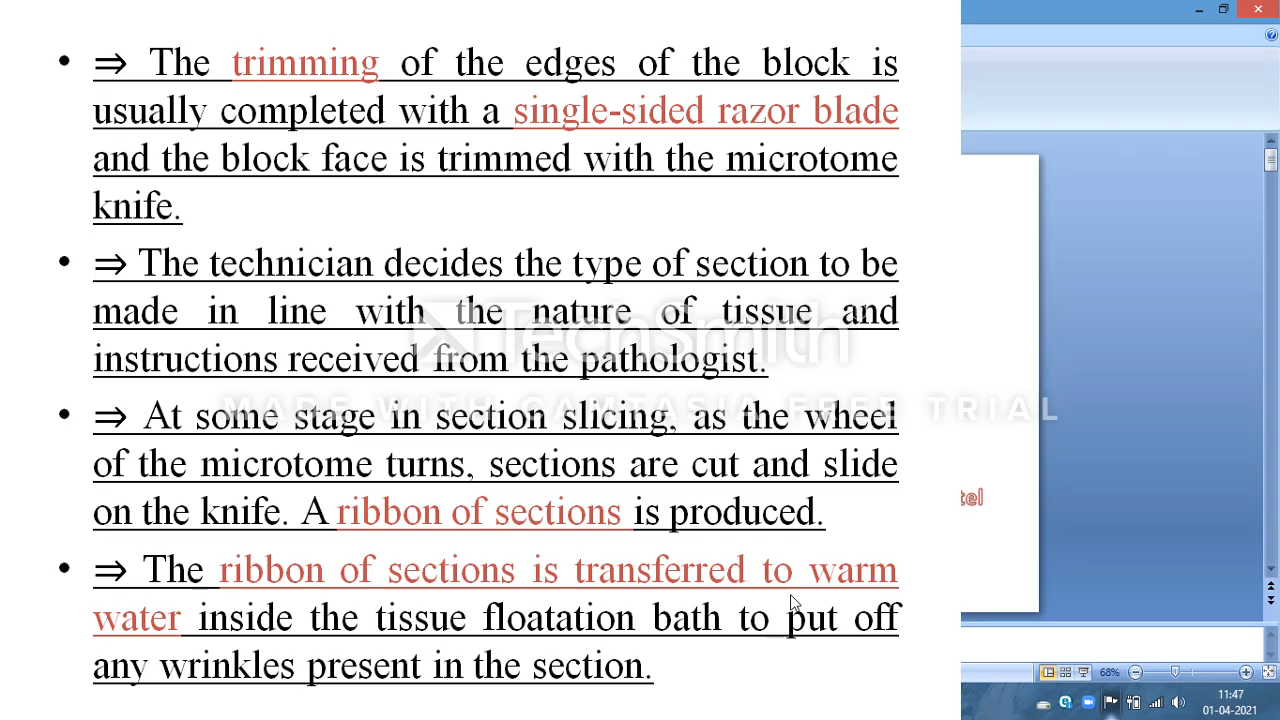 • ⇒ The trimming of the edges of the block is
usually completed with a single-sided razor blade
and the block face is trimmed with the microtome
knife.
• ⇒ The technician decides the type of section to be
made in line with the nature of tissue and
instructions received from the pathologist.
• ⇒ At some stage in section slicing, as the wheel
of the microtome turns, sections are cut and slide
on the knife. A ribbon of sections is produced.
• ⇒ The ribbon of sections is transferred to warm
water inside the tissue floatation bath to put off
any wrinkles present in the section.
TechSmith
MADE WITH CAMTASIA FREE TRIAL
tel
68%
11:47
01-04-2021